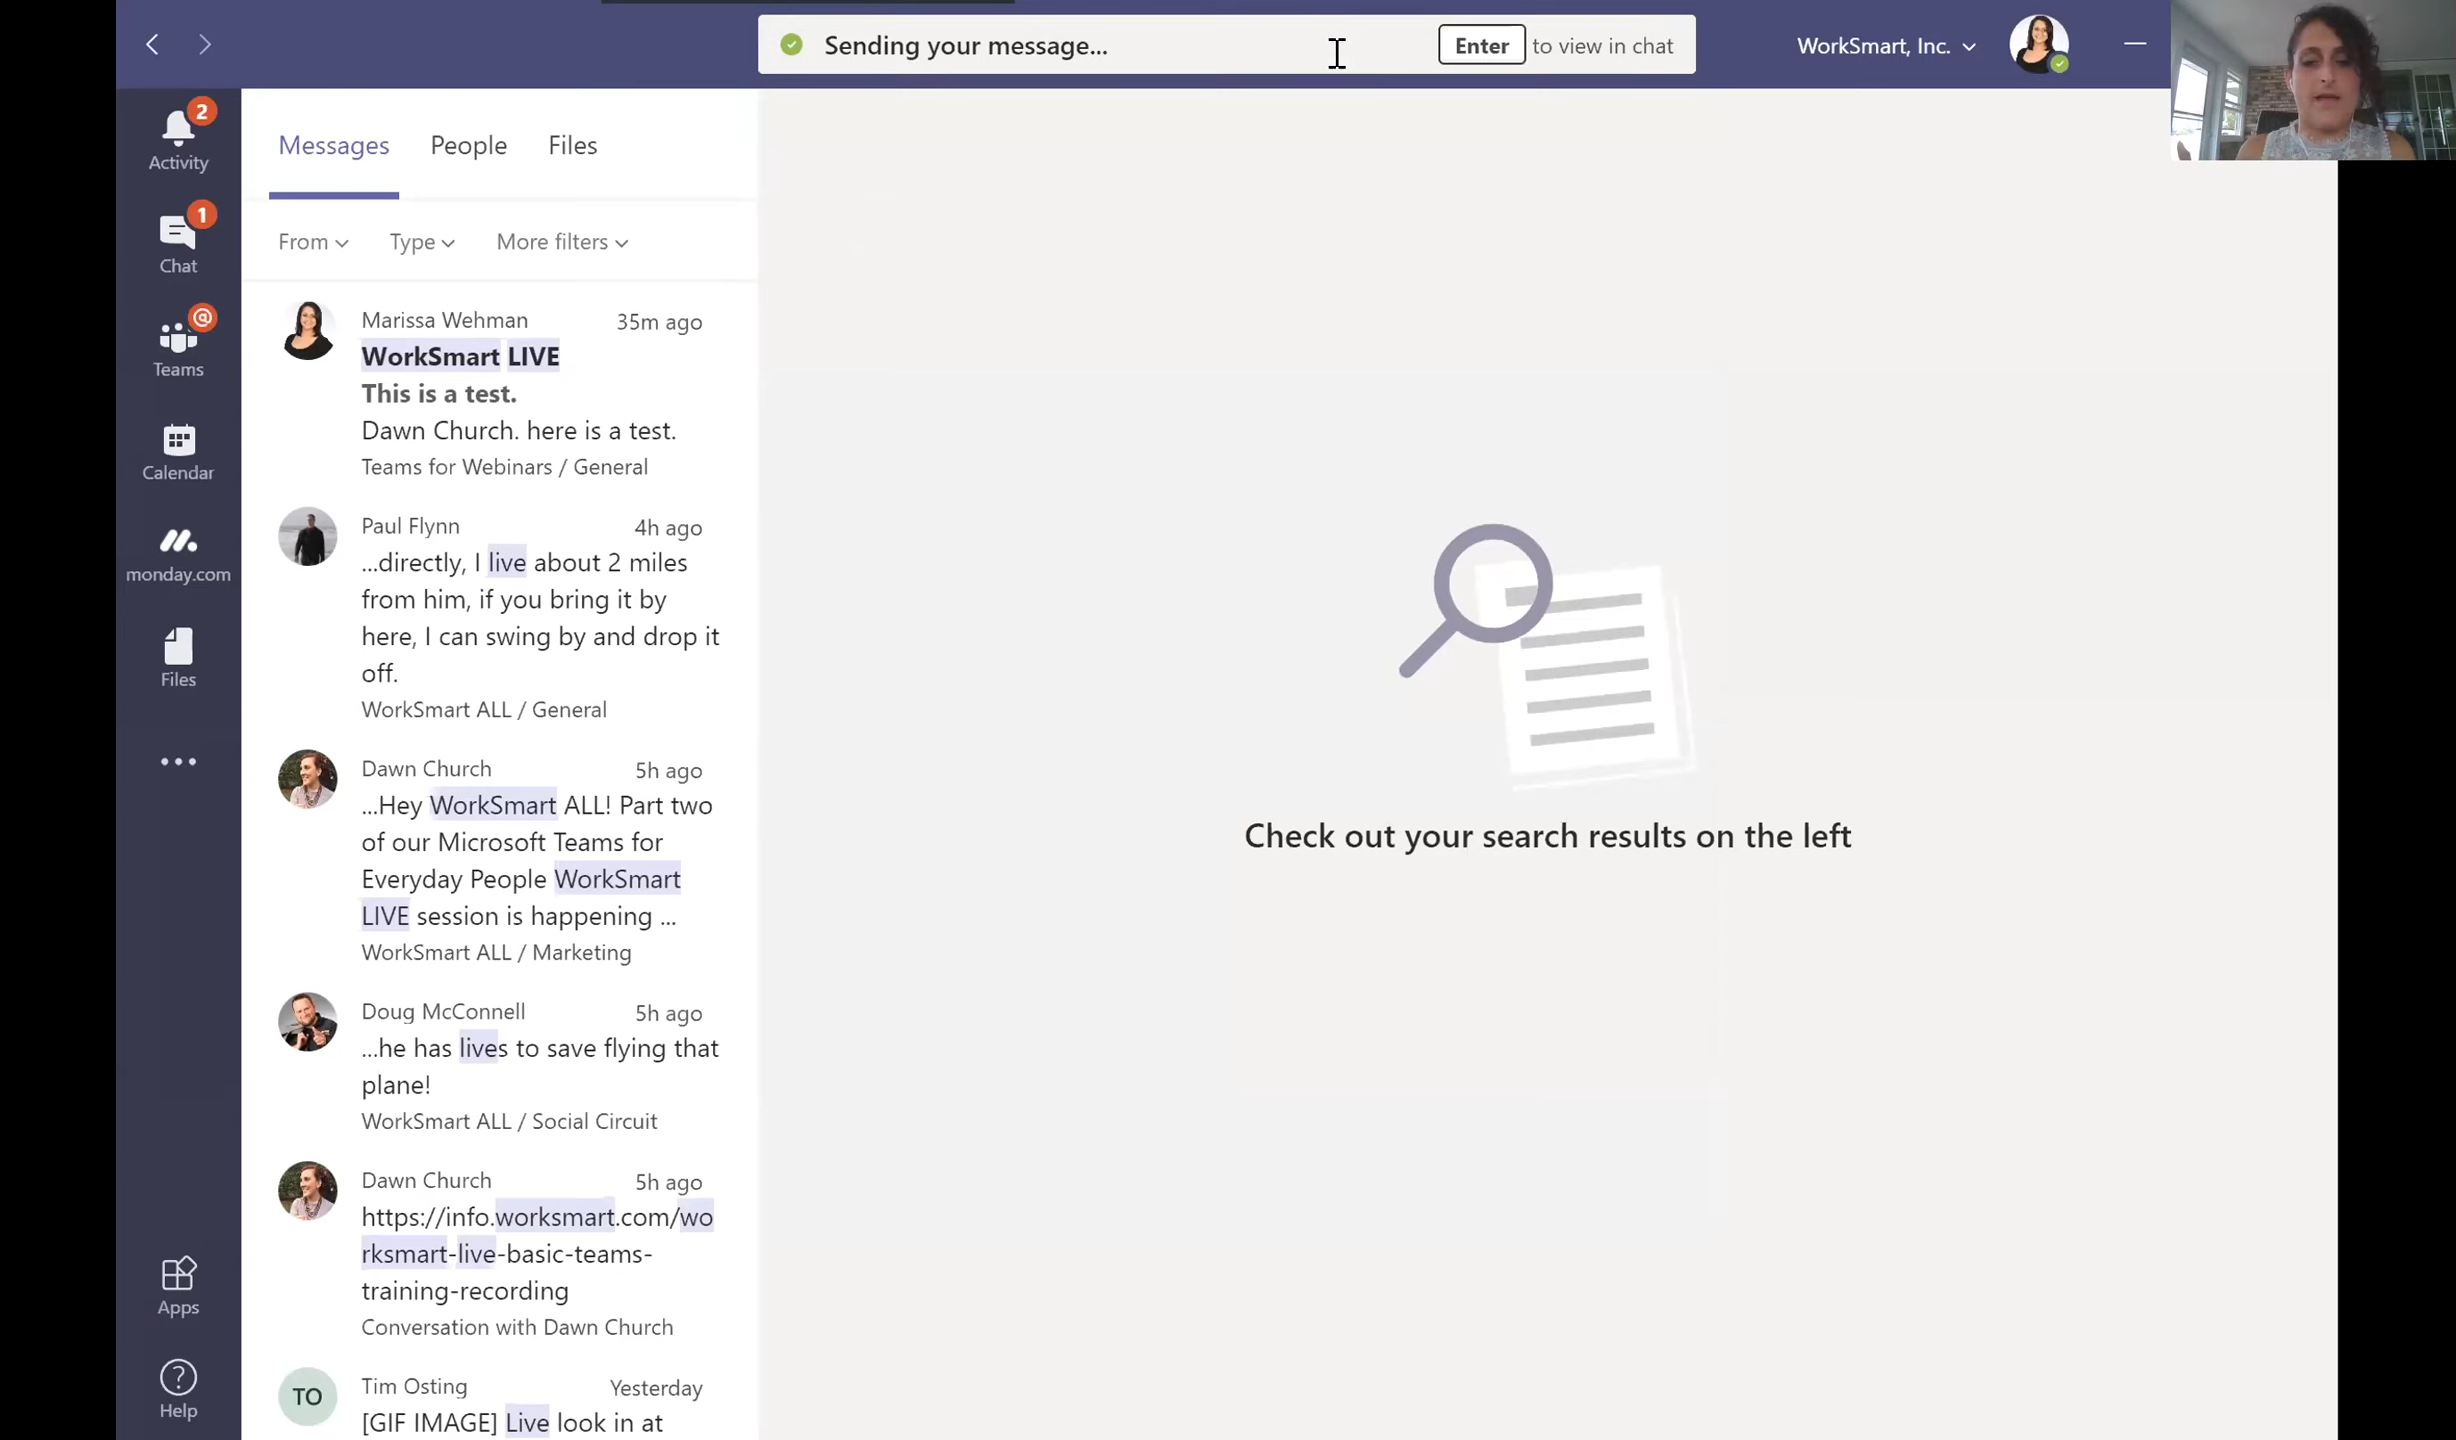 Sending your message...
Enter to view in chat
WorkSmart, Inc.
2
Activity
1
Chat
@
Teams
Calendar
monday.com
Files
Apps
Help
Messages People Files
From Type More filters
Marissa Wehman 35m ago
WorkSmart LIVE
This is a test.
Dawn Church. here is a test.
Teams for Webinars / General
Paul Flynn 4h ago
...directly, I live about 2 miles
from him, if you bring it by
here, I can swing by and drop it
off.
WorkSmart ALL / General
Dawn Church 5h ago
...Hey WorkSmart ALL! Part two
of our Microsoft Teams for
Everyday People WorkSmart
LIVE session is happening ...
WorkSmart ALL / Marketing
Doug McConnell 5h ago
...he has lives to save flying that
plane!
WorkSmart ALL / Social Circuit
Dawn Church 5h ago
https://info.worksmart.com/wo
rksmart-live-basic-teams-
training-recording
Conversation with Dawn Church
TO
Tim Osting Yesterday
[GIF IMAGE] Live look in at
Check out your search results on the left